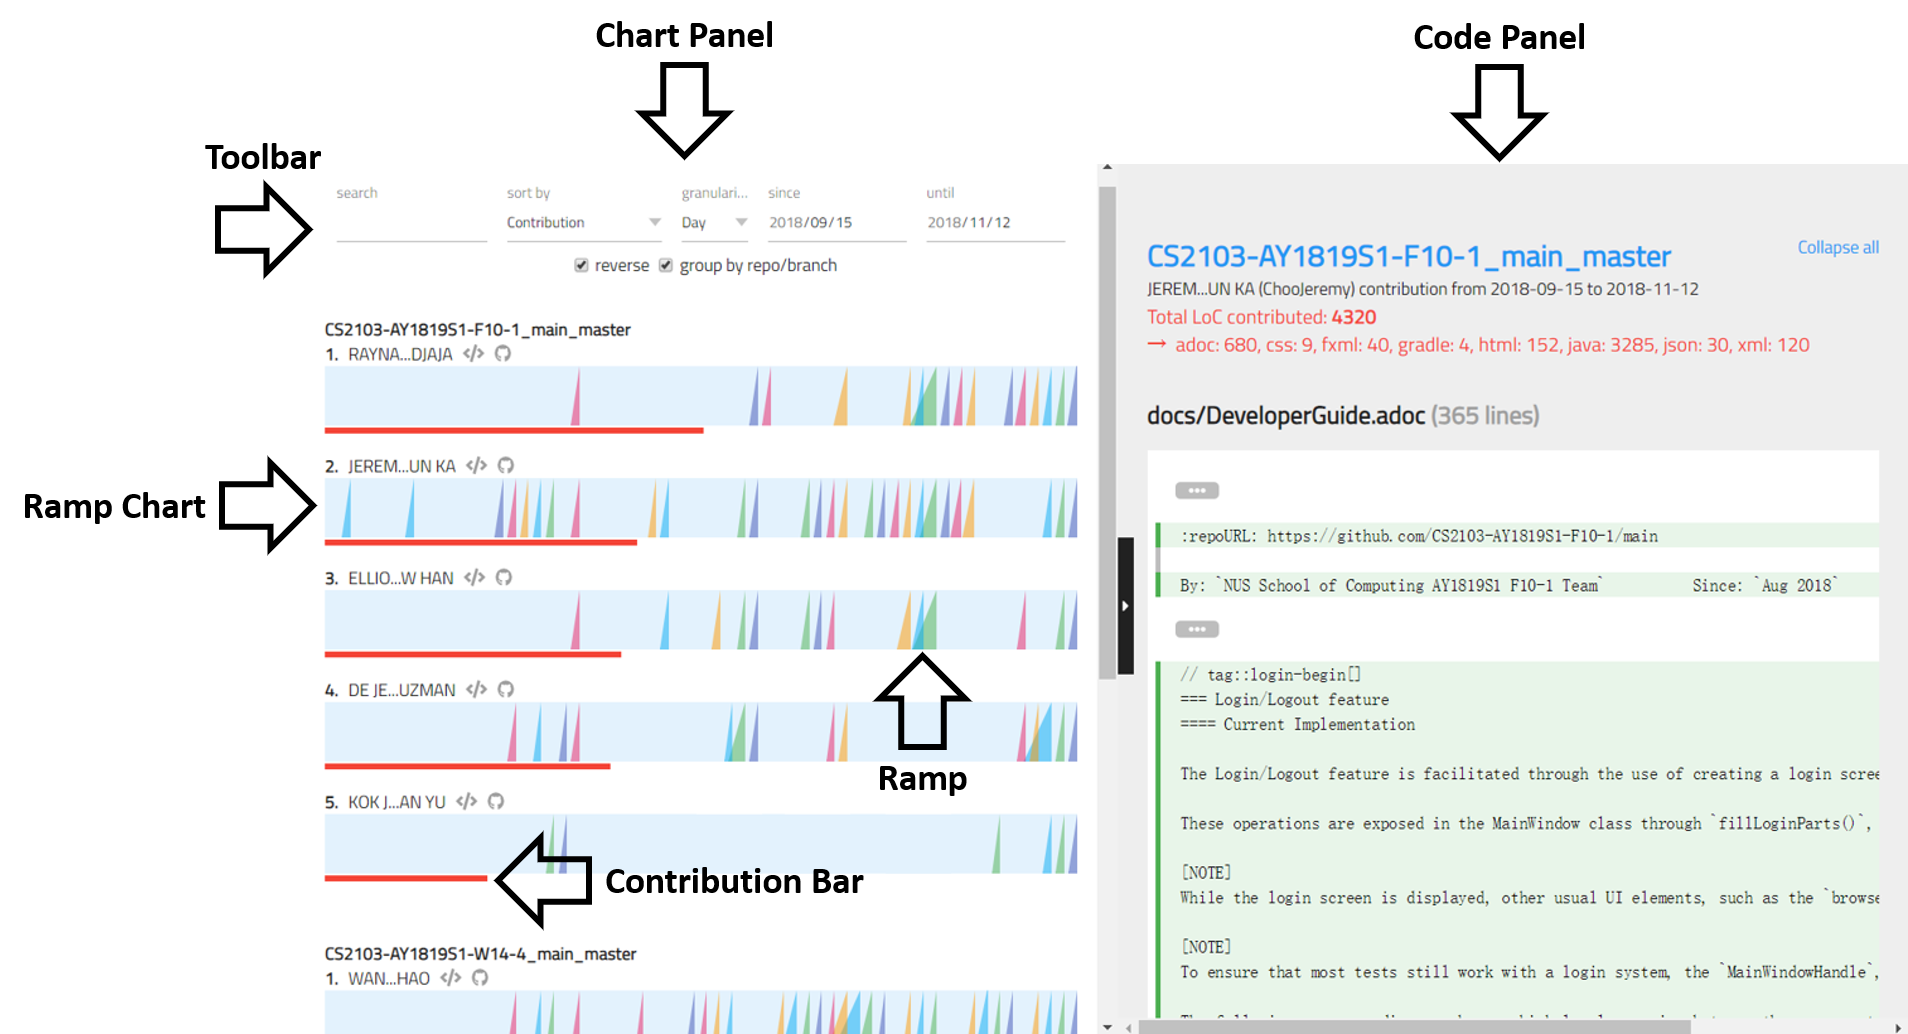 Chart Panel
Code Panel
Toolbar
search
sort by
granulari...
since
until
Contribution
Day
2018/09/15
2018/11/12
reverse
group by repo/branch
CS2103-AY1819S1-F10-1_main_master
1. RAYNA...DJAJA </>
2. JEREM...UN KA </>
Ramp Chart
3. ELLIO...W HAN </>
4. DE JE...UZMAN </>
Ramp
5. KOK J...AN YU </>
Contribution Bar
CS2103-AY1819S1-W14-4_main_master
1. WAN...HAO </>
CS2103-AY1819S1-F10-1_main_master
Collapse all
JEREM...UN KA (ChooJeremy) contribution from 2018-09-15 to 2018-11-12
Total LoC contributed: 4320
→ adoc: 680, css: 9, fxml: 40, gradle: 4, html: 152, java: 3285, json: 30, xml: 120
docs/DeveloperGuide.adoc (365 lines)
...
:repoURL: https://github.com/CS2103-AY1819S1-F10-1/main
By: `NUS School of Computing AY1819S1 F10-1 Team` Since: `Aug 2018`
...
// tag::login-begin[]
=== Login/Logout feature
==== Current Implementation
The Login/Logout feature is facilitated through the use of creating a login scree
These operations are exposed in the MainWindow class through `fillLoginParts()`,
[NOTE]
While the login screen is displayed, other usual UI elements, such as the `browse
[NOTE]
To ensure that most tests still work with a login system, the `MainWindowHandle`,